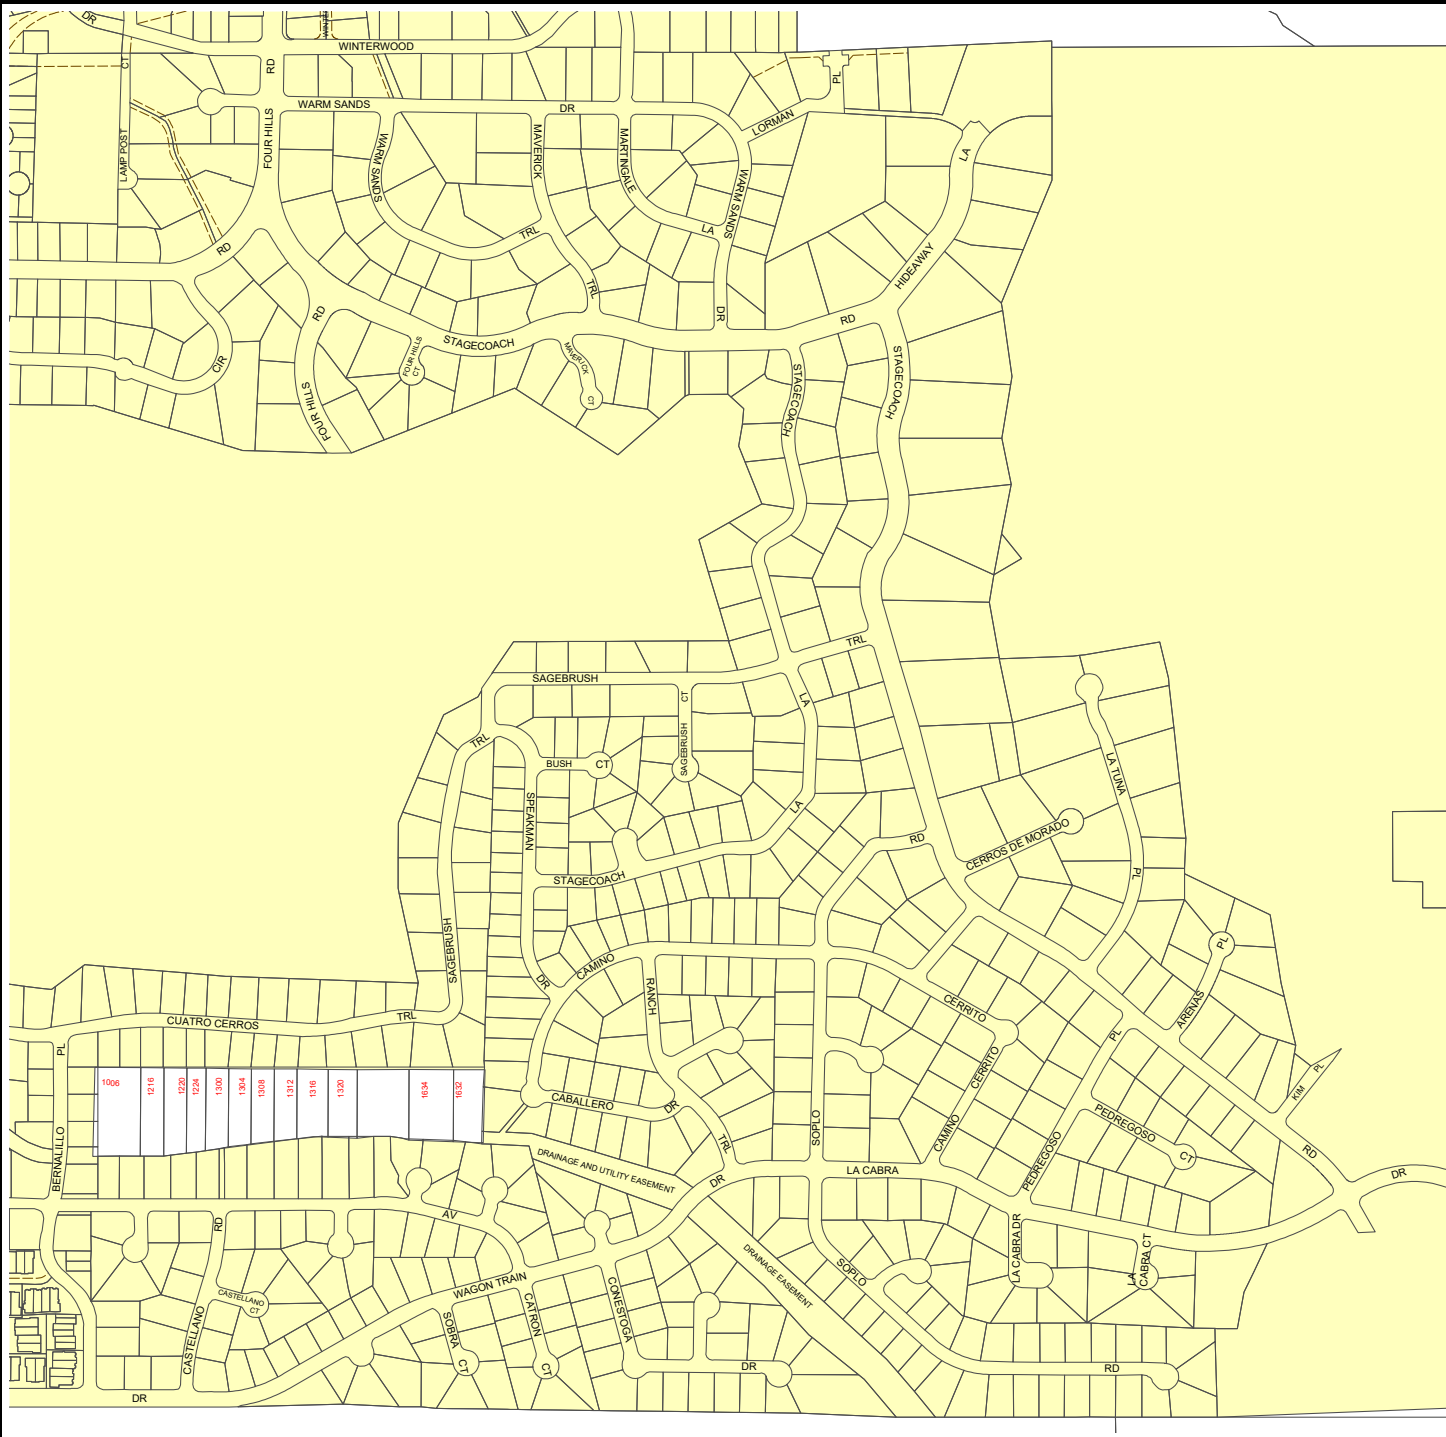 DR
WINTER
WINTERWOOD
CT
RD
PL
WARM SANDS
DR
LORMAN
FOUR HILLS
LAMP POST
WARM SANDS
MAVERICK
MARTINGALE
WARM SANDS
LA
RD
TRL
LA
HIDEAWAY
TRL
DR
RD
RD
STAGECOACH
FOUR HILLS
CT
MAVERICK
CT
CIR
FOUR HILLS
STAGECOACH
STAGECOACH
TRL
SAGEBRUSH
CT
LA
TRL
SAGEBRUSH
BUSH
CT
LA TUNA
SPEAKMAN
LA
RD
CERROS DE MORADO
STAGECOACH
PL
SAGEBRUSH
CAMINO
DR
PL
RANCH
CERRITO
ARENAS
CUATRO CERROS
TRL
PL
PL
CERRITO
KIM
PL
1006
1216
1220
1224
1300
1304
1308
1312
1316
1320
1634
1632
CABALLERO
DR
TRL
SOPLO
CAMINO
PEDREGOSO
CT
RD
BERNALILLO
DRAINAGE AND UTILITY EASEMENT
DR
LA CABRA
PEDREGOSO
DR
AV
RD
LA CABRA DR
LA
CABRA CT
DRAINAGE EASEMENT
SOPLO
WAGON TRAIN
CASTELLANO
CT
CASTELLANO
SOBRA
CT
CATRON
CT
CONESTOGA
DR
RD
DR